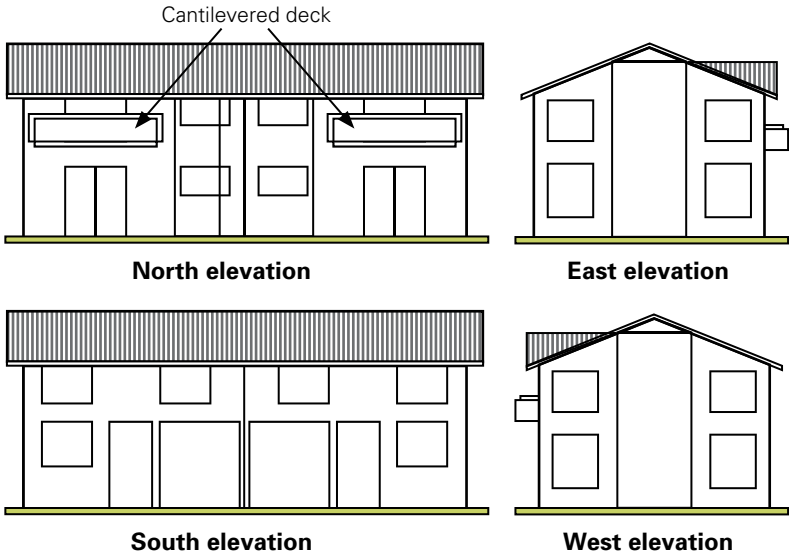 Cantilevered deck
North elevation
East elevation
South elevation
West elevation